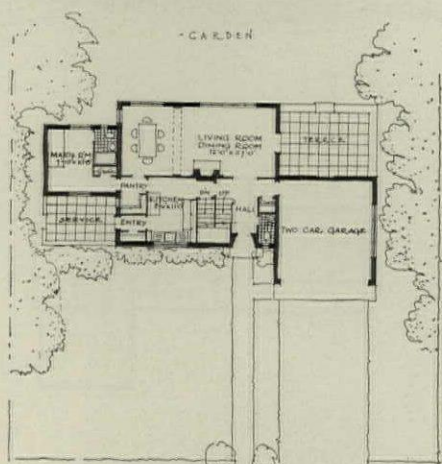 - GARDEN
LIVING ROOM
DINING ROOM
TERRACE
MAID'S RM
PANTRY
KITCHEN
DN UP
HALL
SERVICE
ENTRY
TWO CAR GARAGE